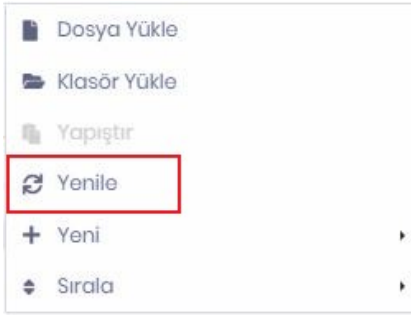 Dosya Yükle
Klasör Yükle
Yapıştır
Yenile
Yeni
Sırala